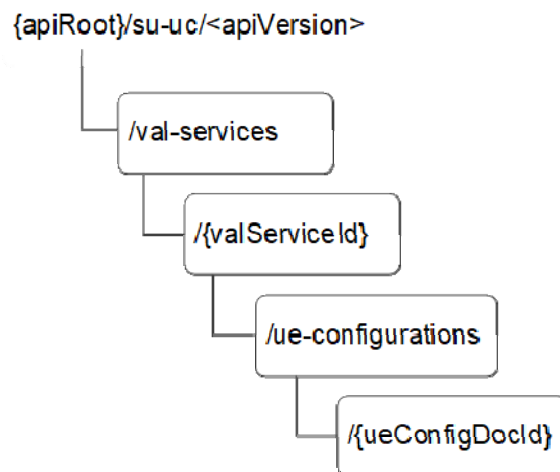 {apiRoot}/su-uc/<apiVersion>
/val-services
/{valServiceId}
/ue-configurations
/{ueConfigDocId}